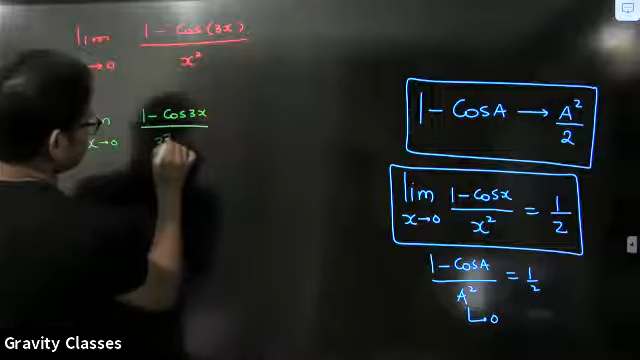 lim 1 - Cos(3x)
→0 x²
1 - Cos3x
x→0
1 - CosA → A²/2
lim 1 - Cosx / x² = 1/2
x→0
1 - CosA / A² = 1/2
→0
Gravity Classes